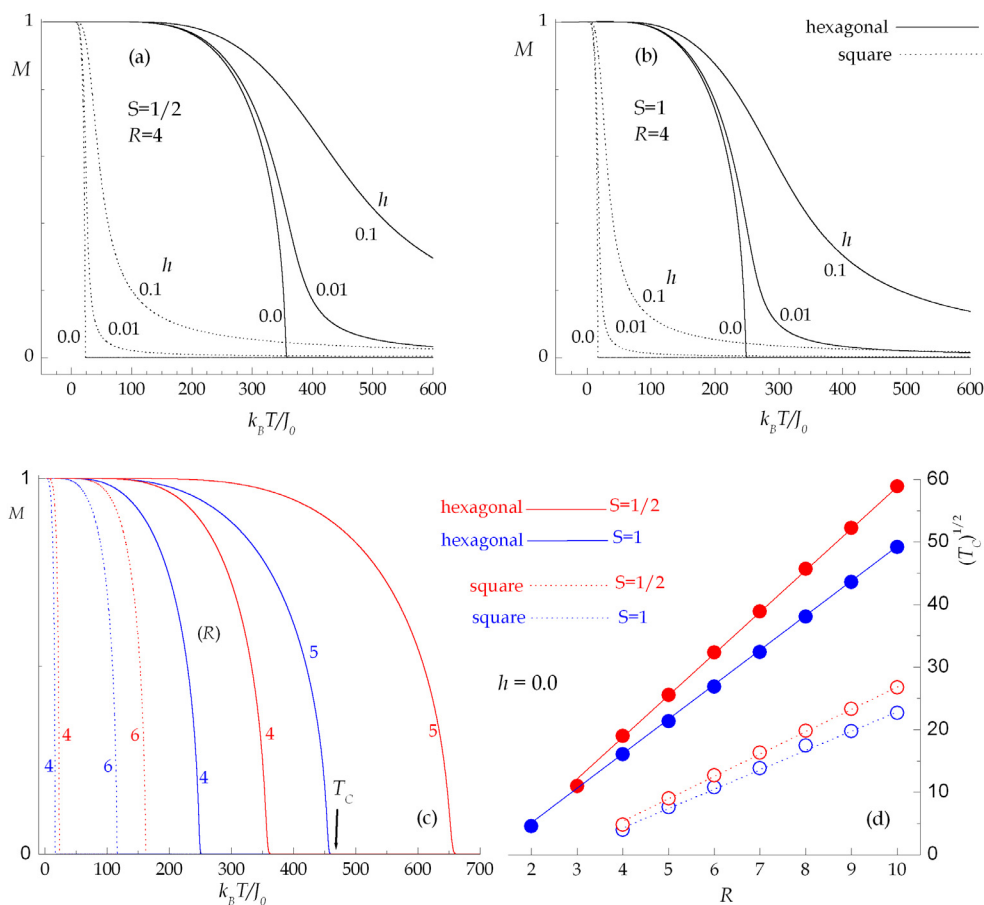 1
M
(a)
S=1/2
R=4
h
0.1
h
0.1
0.01
0.0
0.01
0.0
0
0
100
200
300
400
500
600
k_B T/J_0
hexagonal
square
1
M
(b)
S=1
R=4
h
0.1
h
0.1
0.01
0.0
0.01
0.0
0
0
100
200
300
400
500
600
k_B T/J_0
1
M
(R)
5
4
4
6
6
4
4
5
T_C
(c)
0
0
100
200
300
400
500
600
700
k_B T/J_0
hexagonal S=1/2
hexagonal S=1
square S=1/2
square S=1
h = 0.0
(d)
60
50
40
30
20
10
0
(T_C)^1/2
2
3
4
5
6
7
8
9
10
R